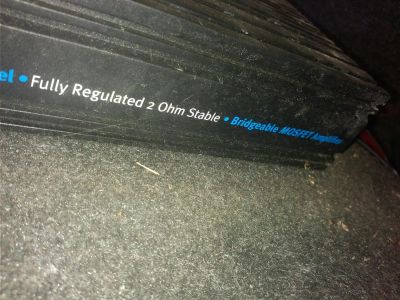 el • Fully Regulated 2 Ohm Stable • Bridgeable MOSFET Amplifier